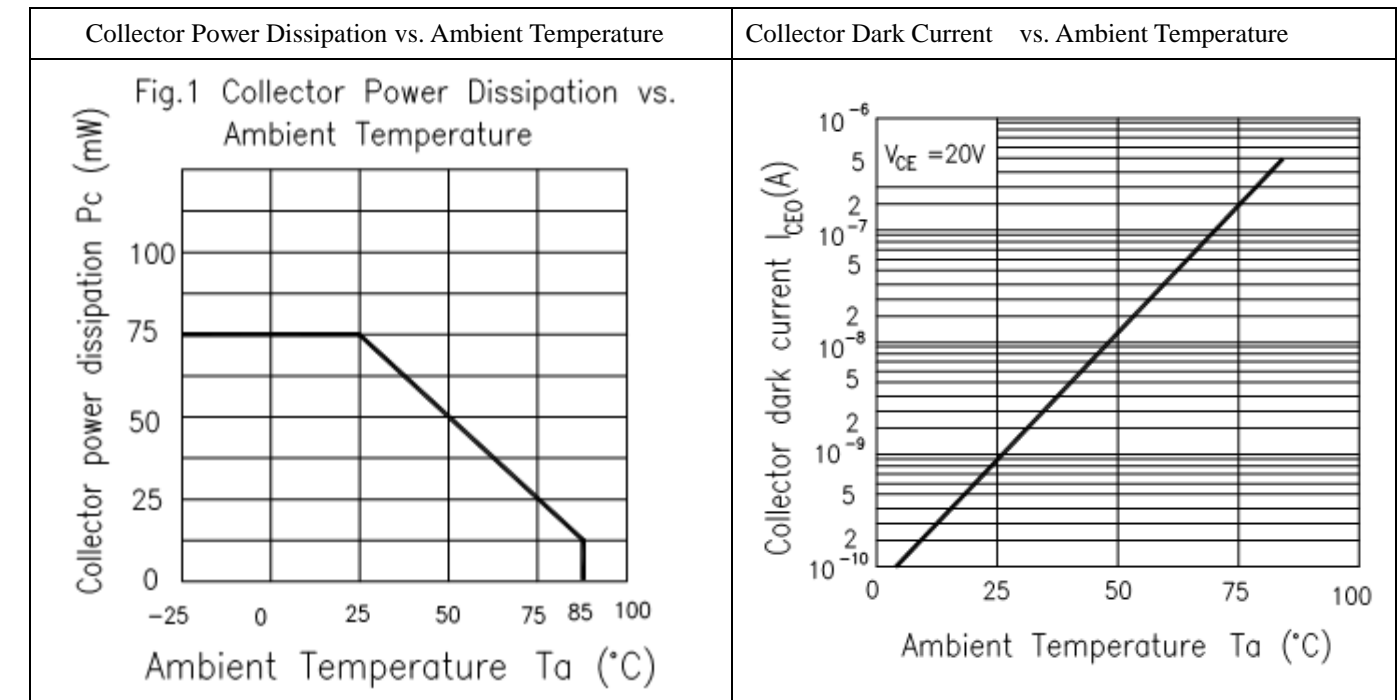 Collector Power Dissipation vs. Ambient Temperature
Collector Dark Current vs. Ambient Temperature
Fig.1 Collector Power Dissipation vs.
Ambient Temperature
Collector power dissipation Pc (mW)
100
75
50
25
0
-25 0 25 50 75 85 100
Ambient Temperature Ta (°C)
Collector dark current I_CEO(A)
V_CE =20V
10^-6
5
2
10^-7
5
2
10^-8
5
2
10^-9
5
2
10^-10
0 25 50 75 100
Ambient Temperature Ta (°C)